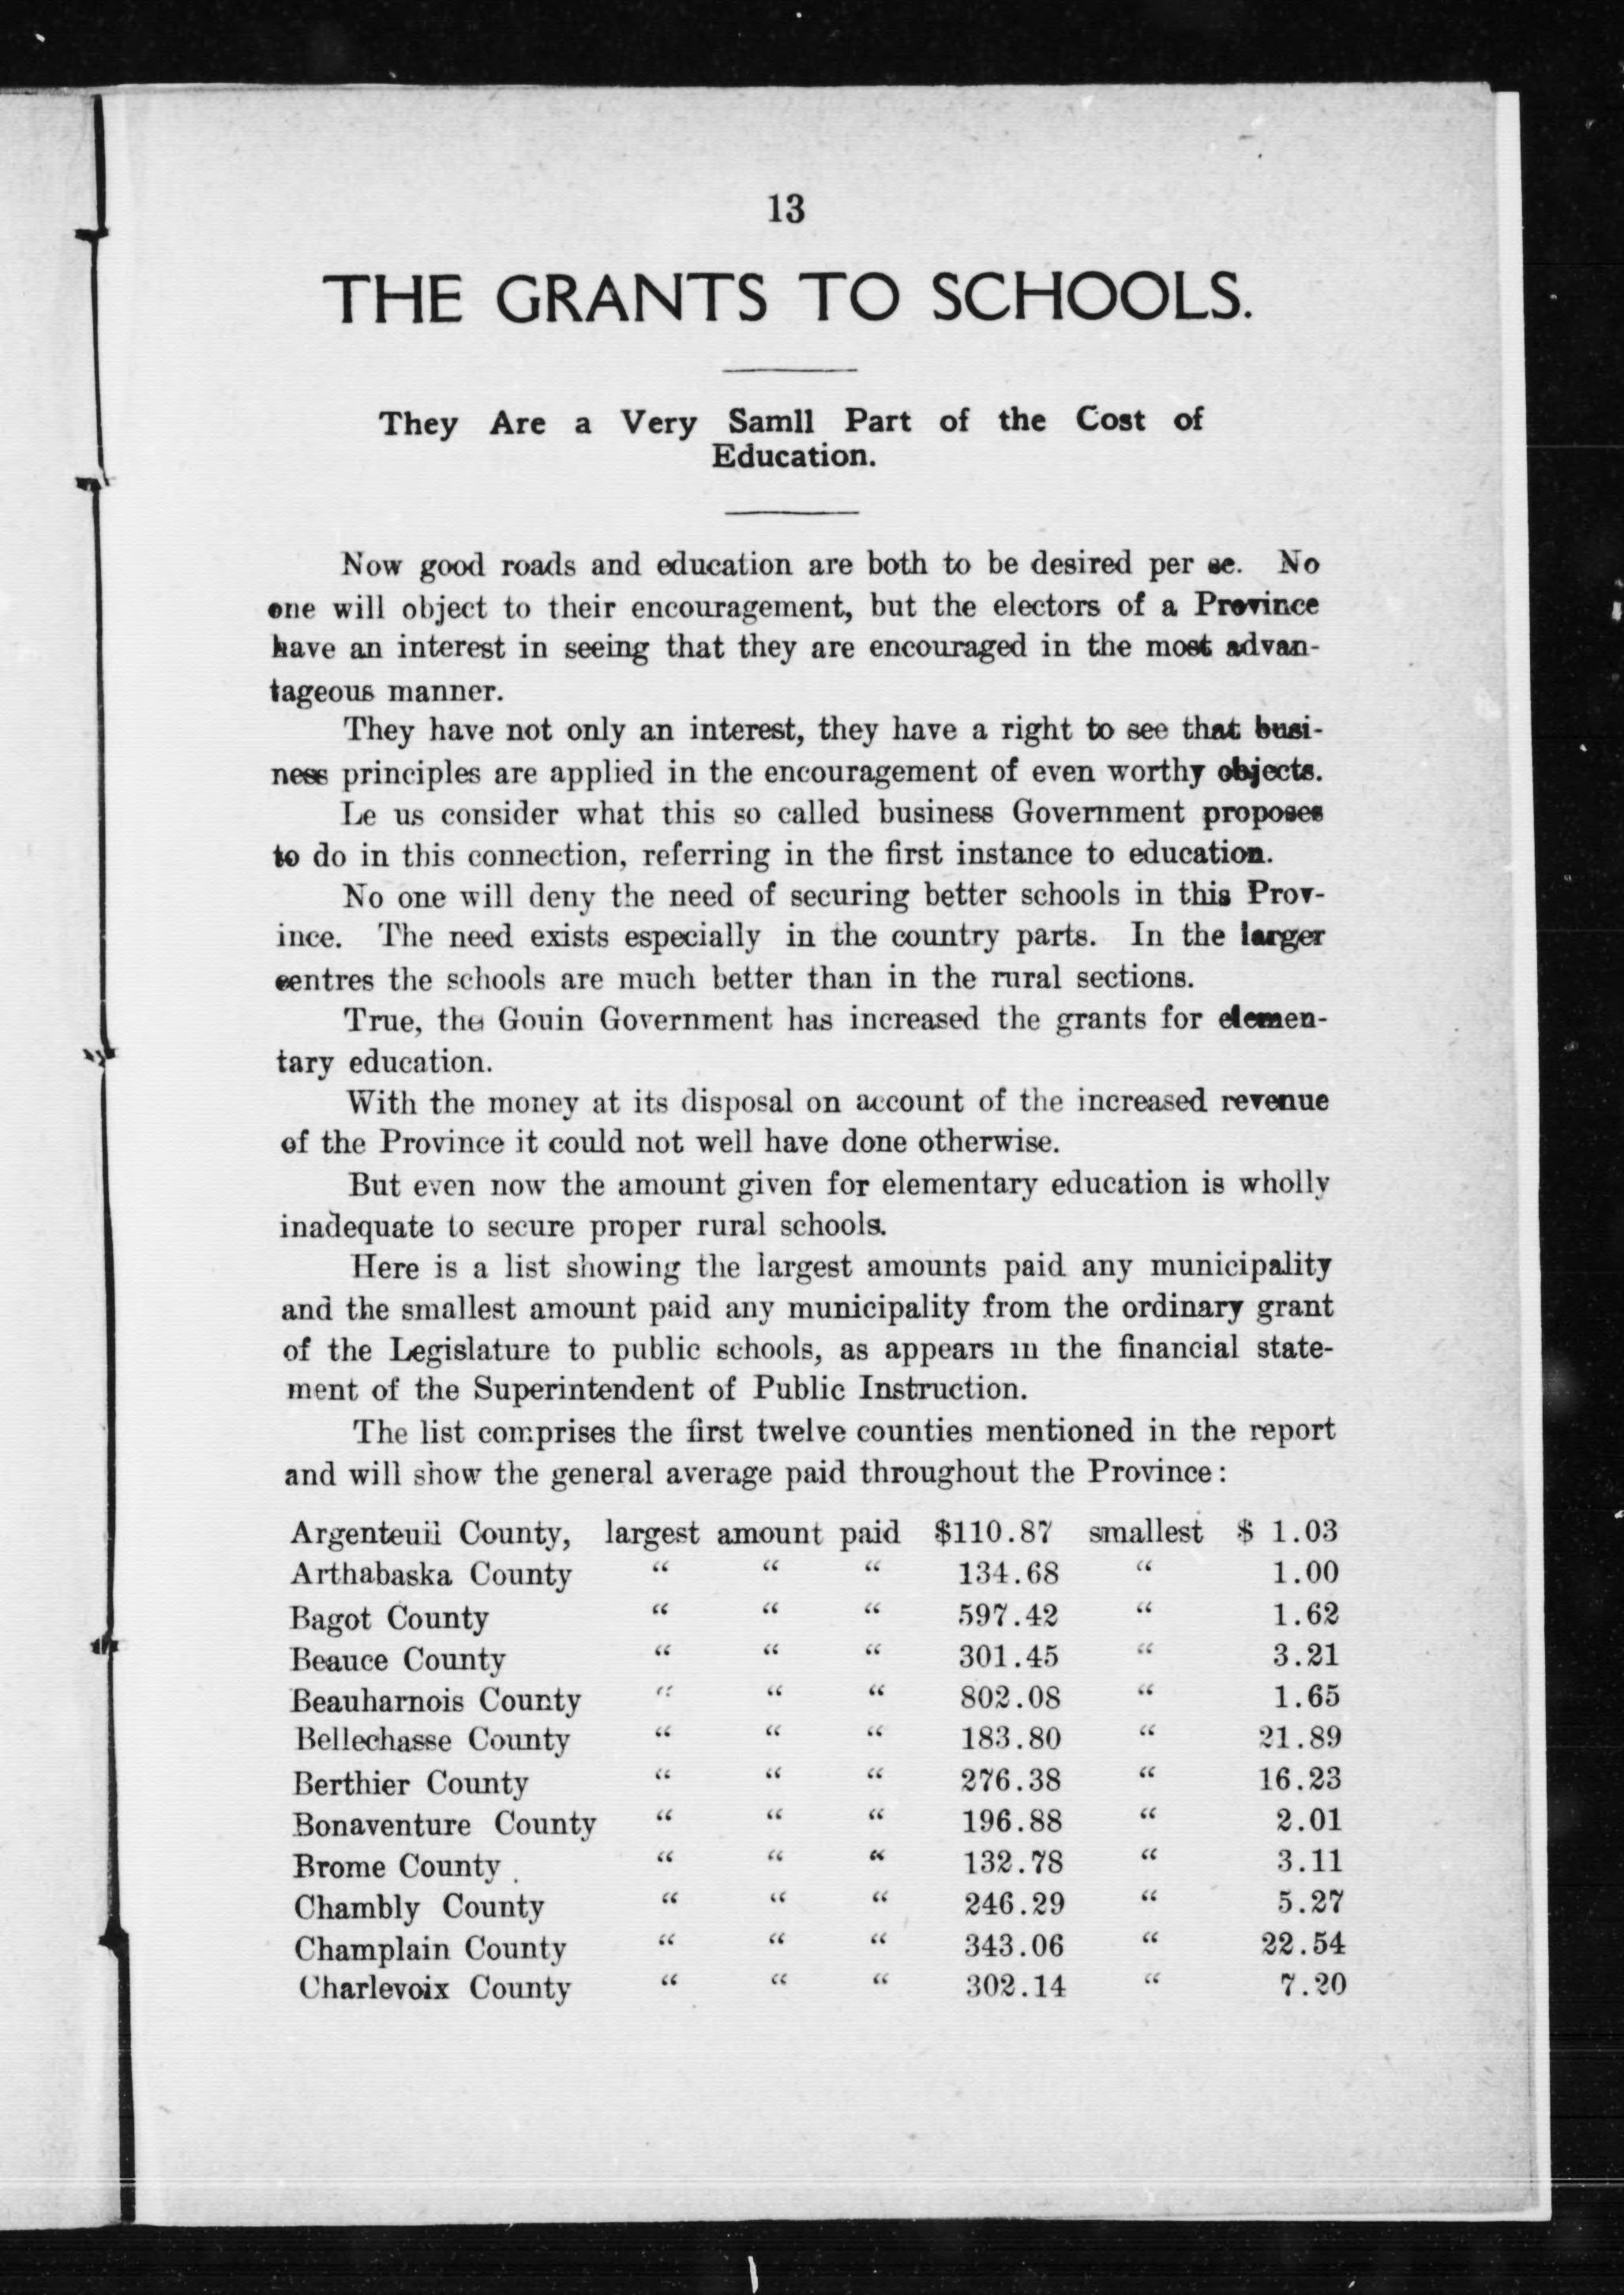 13
THE GRANTS TO SCHOOLS.
They Are a Very Samll Part of the Cost of
Education.
Now good roads and education are both to be desired per se. No
one will object to their encouragement, but the electors of a Province
have an interest in seeing that they are encouraged in the most advan-
tageous manner.
They have not only an interest, they have a right to see that busi-
ness principles are applied in the encouragement of even worthy objects.
Le us consider what this so called business Government proposes
to do in this connection, referring in the first instance to education.
No one will deny the need of securing better schools in this Prov-
ince. The need exists especially in the country parts. In the larger
centres the schools are much better than in the rural sections.
True, the Gouin Government has increased the grants for elemen-
tary education.
With the money at its disposal on account of the increased revenue
of the Province it could not well have done otherwise.
But even now the amount given for elementary education is wholly
inadequate to secure proper rural schools.
Here is a list showing the largest amounts paid any municipality
and the smallest amount paid any municipality from the ordinary grant
of the Legislature to public schools, as appears in the financial state-
ment of the Superintendent of Public Instruction.
The list comprises the first twelve counties mentioned in the report
and will show the general average paid throughout the Province:
Argenteuil County, largest amount paid $110.87 smallest $ 1.03
Arthabaska County “ “ “ 134.68 “ 1.00
Bagot County “ “ “ 597.42 “ 1.62
Beauce County “ “ “ 301.45 “ 3.21
Beauharnois County “ “ “ 802.08 “ 1.65
Bellechasse County “ “ “ 183.80 “ 21.89
Berthier County “ “ “ 276.38 “ 16.23
Bonaventure County “ “ “ 196.88 “ 2.01
Brome County “ “ “ 132.78 “ 3.11
Chambly County “ “ “ 246.29 “ 5.27
Champlain County “ “ “ 343.06 “ 22.54
Charlevoix County “ “ “ 302.14 “ 7.20